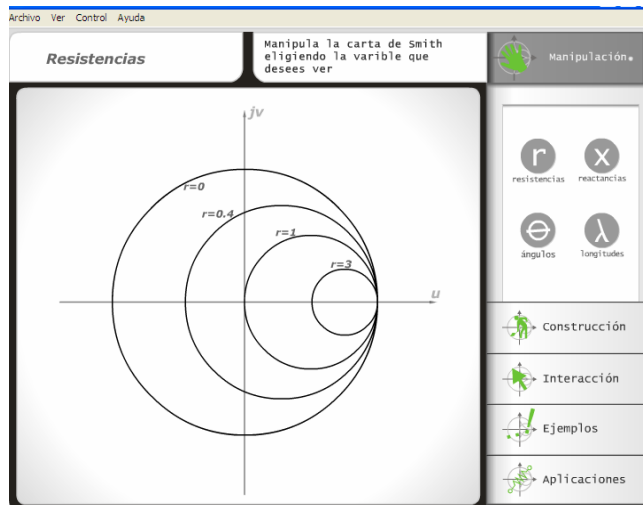 Archivo Ver Control Ayuda
Resistencias
Manipula la carta de Smith
eligiendo la varible que
desees ver
Manipulación
jv
r=0
r=0.4
r=1
r=3
u
r
x
resistencias
reactancias
θ
λ
ángulos
longitudes
Construcción
Interacción
Ejemplos
Aplicaciones